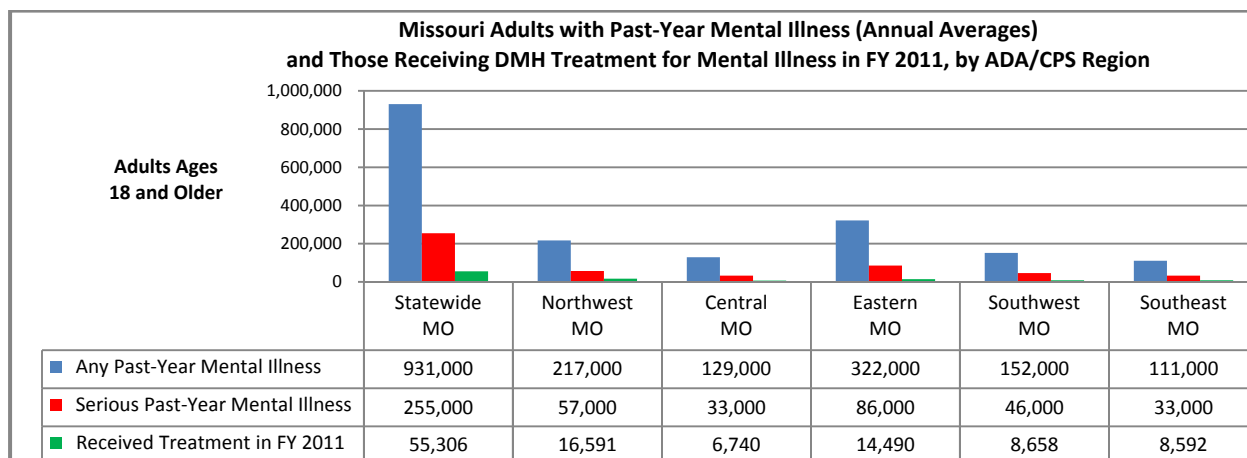 Missouri Adults with Past-Year Mental Illness (Annual Averages)
and Those Receiving DMH Treatment for Mental Illness in FY 2011, by ADA/CPS Region
Adults Ages
18 and Older
1,000,000
800,000
600,000
400,000
200,000
0
Statewide MO Northwest MO Central MO Eastern MO Southwest MO Southeast MO
Any Past-Year Mental Illness 931,000 217,000 129,000 322,000 152,000 111,000
Serious Past-Year Mental Illness 255,000 57,000 33,000 86,000 46,000 33,000
Received Treatment in FY 2011 55,306 16,591 6,740 14,490 8,658 8,592